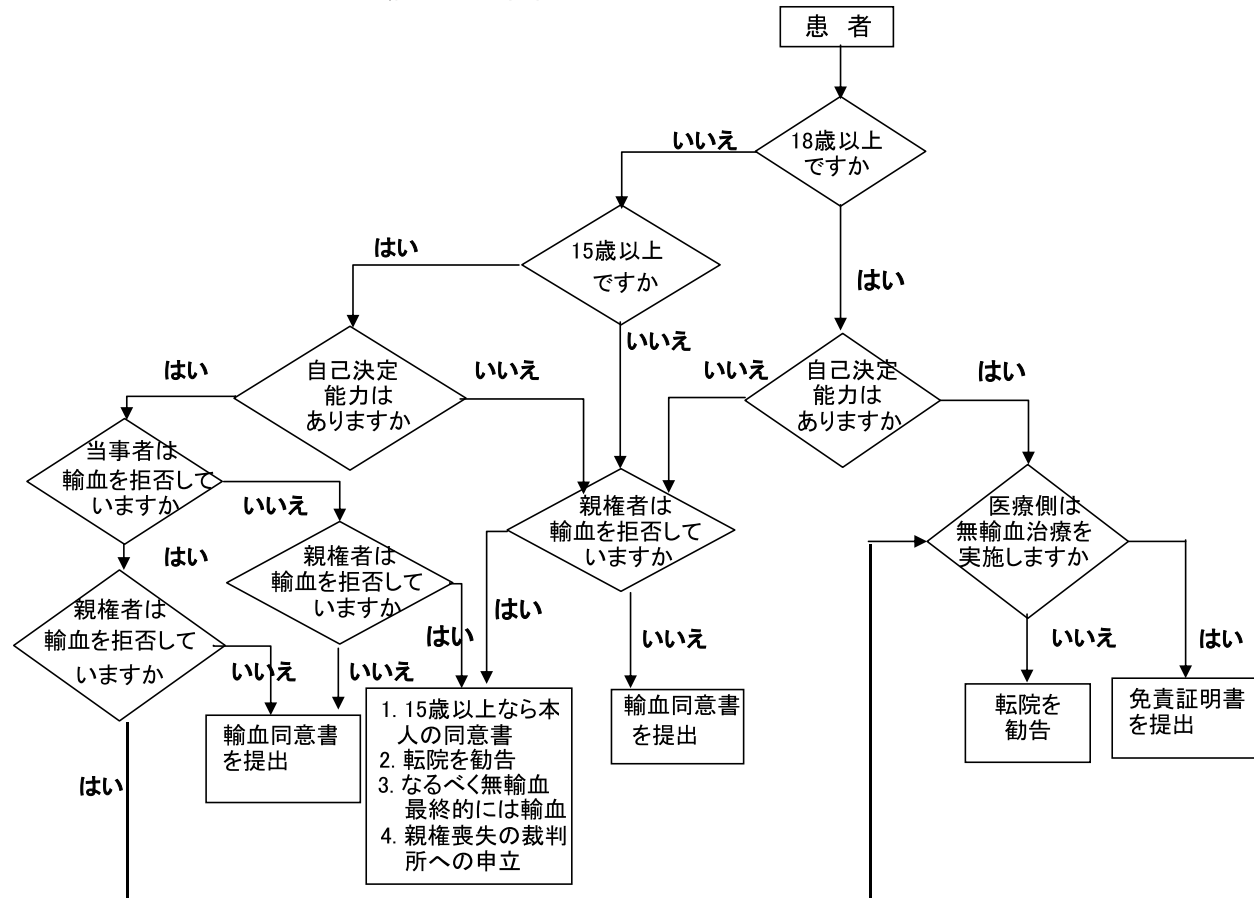 患 者
18歳以上
ですか
いいえ
はい
15歳以上
ですか
はい
いいえ
自己決定
能力は
ありますか
はい
いいえ
自己決定
能力は
ありますか
いいえ
はい
当事者は
輸血を拒否して
いますか
いいえ
はい
親権者は
輸血を拒否して
いますか
はい
いいえ
親権者は
輸血を拒否して
いますか
はい
いいえ
医療側は
無輸血治療を
実施しますか
いいえ
はい
親権者は
輸血を拒否して
いますか
いいえ
はい
輸血同意書
を提出
1. 15歳以上なら本
人の同意書
2. 転院を勧告
3. なるべく無輸血
最終的には輸血
4. 親権喪失の裁判
所への申立
輸血同意書
を提出
転院を
勧告
免責証明書
を提出